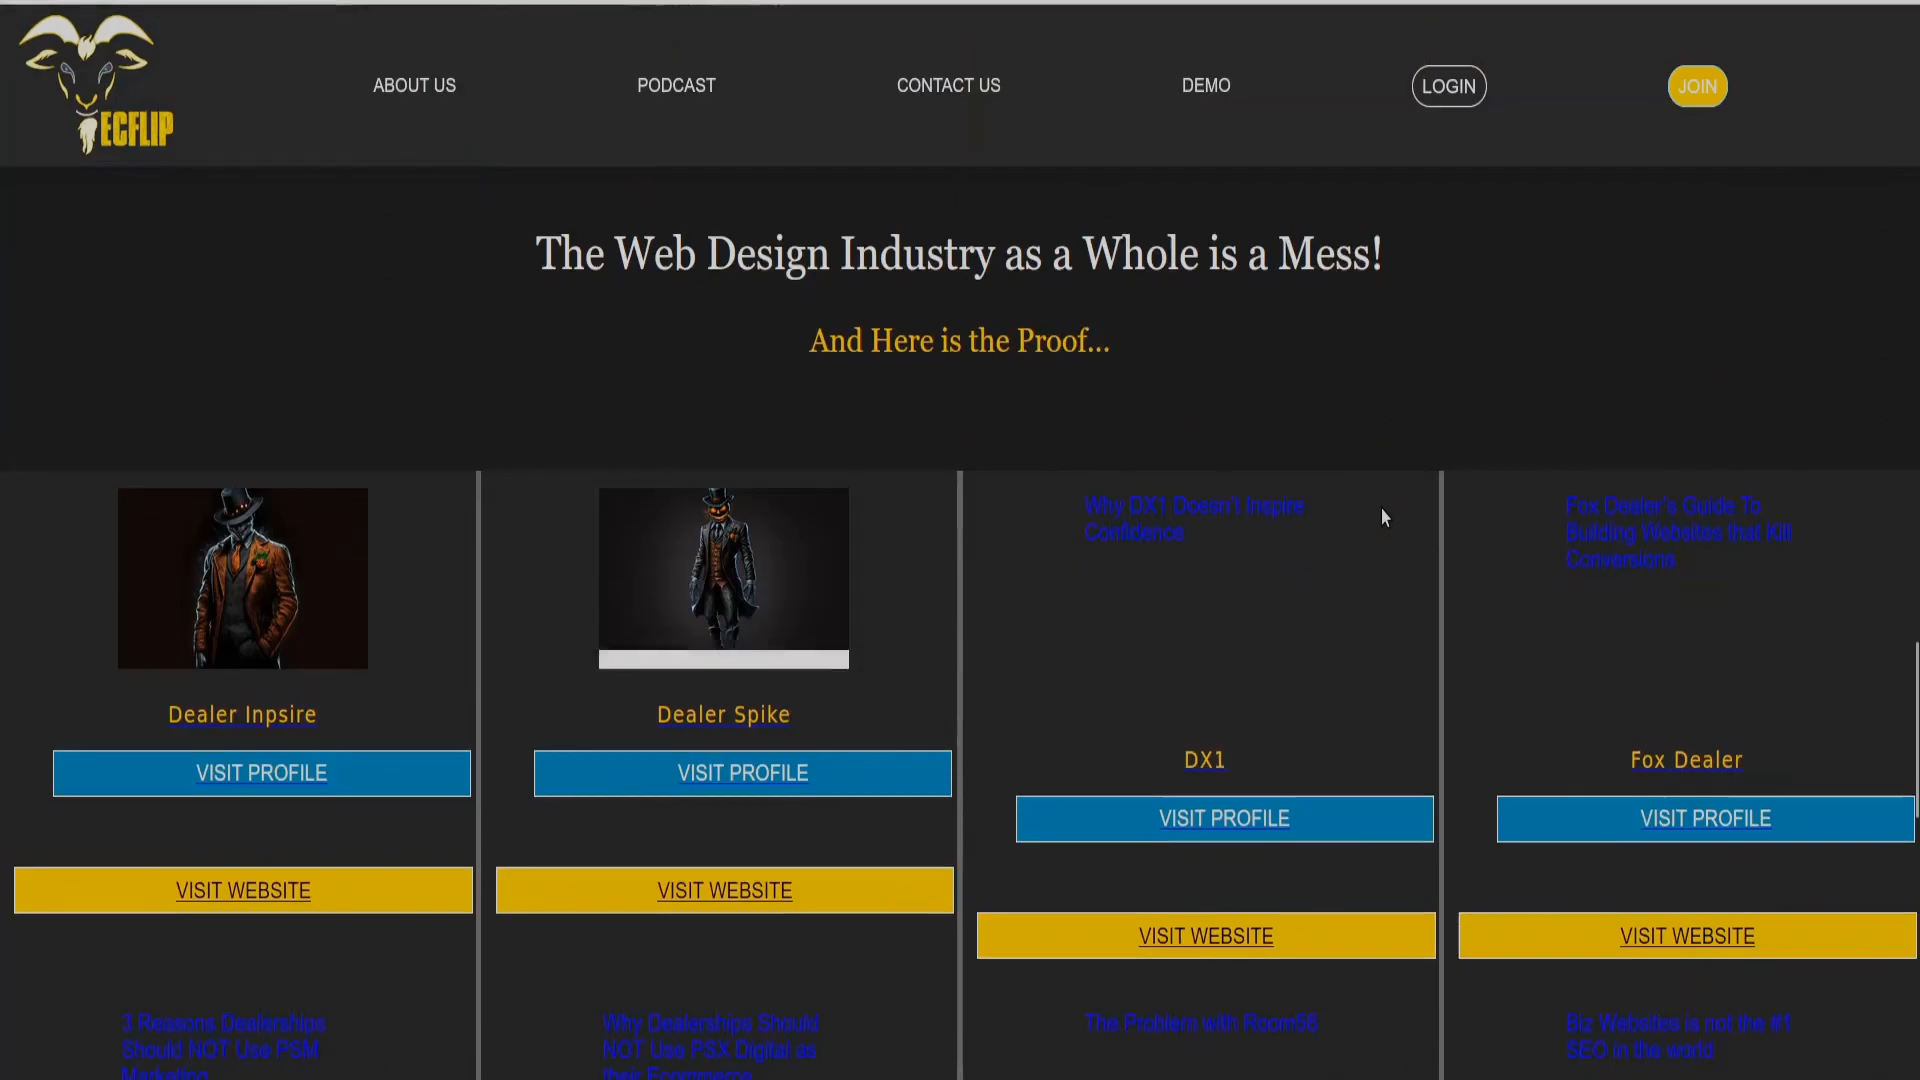 ECFLIP
ABOUT US
PODCAST
CONTACT US
DEMO
LOGIN
JOIN
The Web Design Industry as a Whole is a Mess!
And Here is the Proof...
Why DX1 Doesn't Inspire
Confidence
Fox Dealer's Guide To
Building Websites that Kill
Conversions
Dealer Inpsire
Dealer Spike
DX1
Fox Dealer
VISIT PROFILE
VISIT PROFILE
VISIT PROFILE
VISIT PROFILE
VISIT WEBSITE
VISIT WEBSITE
VISIT WEBSITE
VISIT WEBSITE
3 Reasons Dealerships
Should NOT Use PSM
Marketing
Why Dealerships Should
NOT Use PSX Digital as
their Ecommerce
The Problem with Room58
Biz Websites is not the #1
SEO in the world